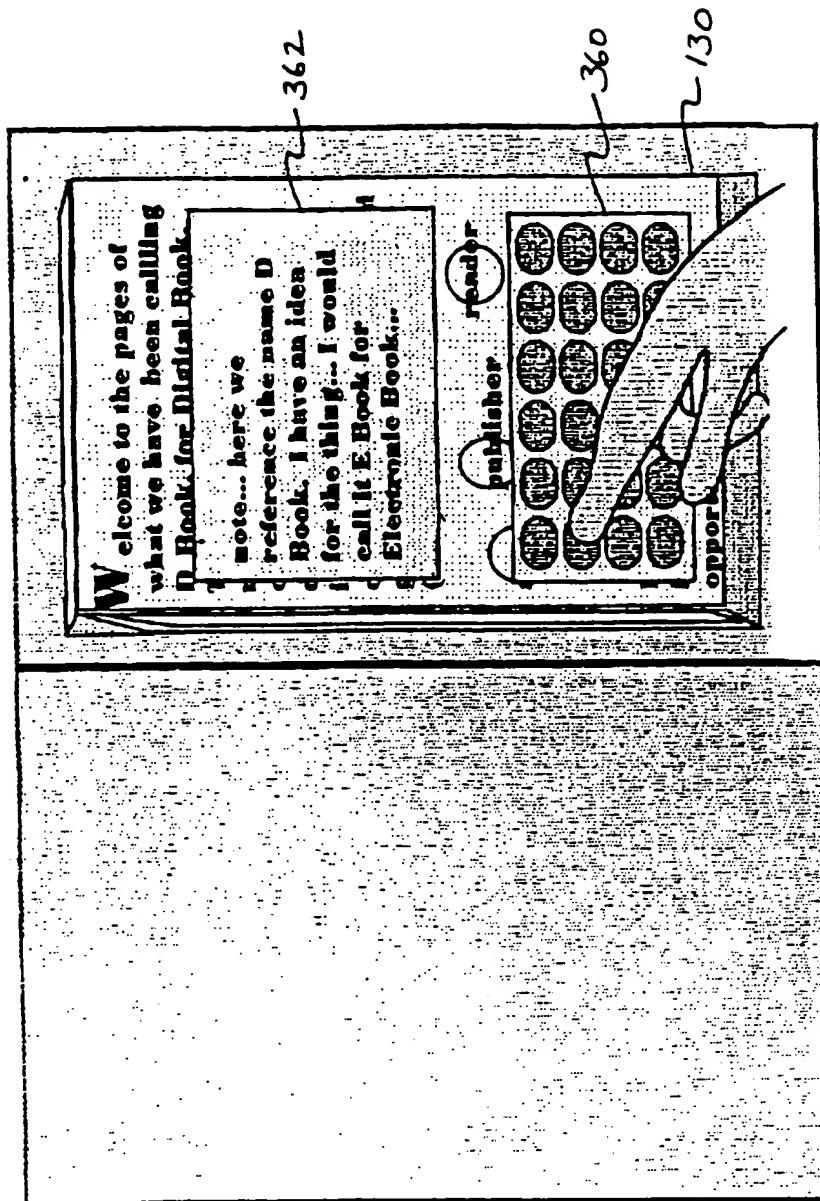 Welcome to the pages of
what we have been callling
D Book, for Digital Book.
note... here we
reference the name D
Book. I have an idea
for the thing... I would
call it E Book for
Electronic Book...
publisher
reader
oppor
362
360
130